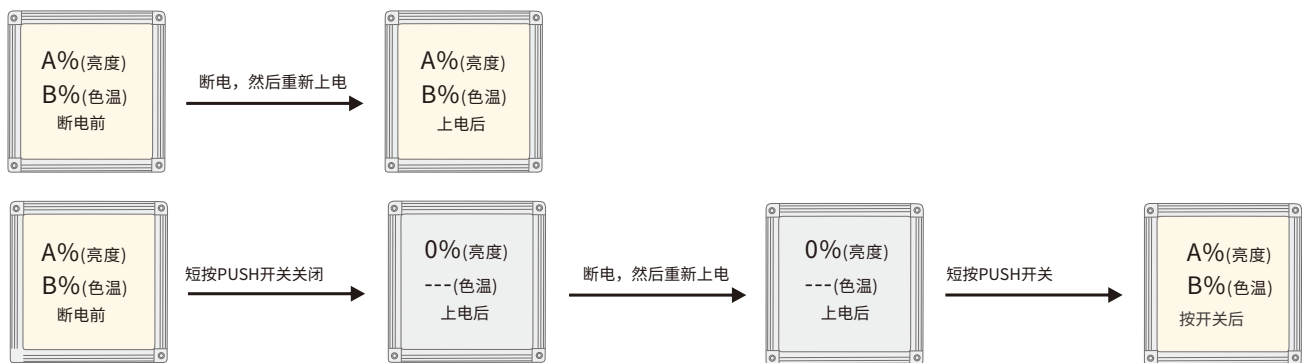 A%(亮度)
B%(色温)
断电前
断电，然后重新上电
A%(亮度)
B%(色温)
上电后
A%(亮度)
B%(色温)
断电前
短按PUSH开关关闭
0%(亮度)
---(色温)
上电后
断电，然后重新上电
0%(亮度)
---(色温)
上电后
短按PUSH开关
A%(亮度)
B%(色温)
按开关后